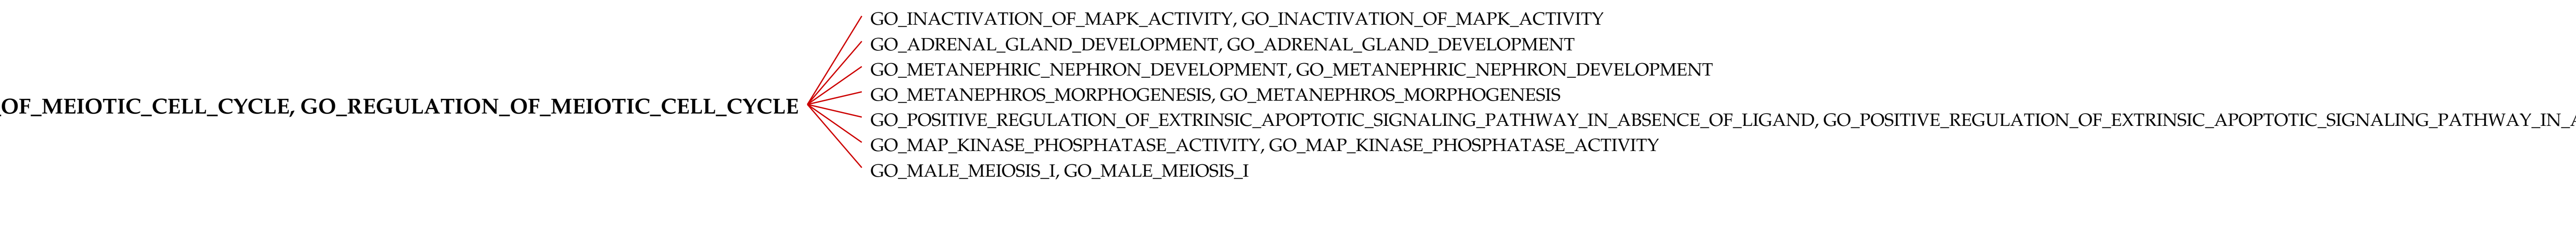 GO_INACTIVATION_OF_MAPK_ACTIVITY, GO_INACTIVATION_OF_MAPK_ACTIVITY
GO_ADRENAL_GLAND_DEVELOPMENT, GO_ADRENAL_GLAND_DEVELOPMENT
GO_METANEPHRIC_NEPHRON_DEVELOPMENT, GO_METANEPHRIC_NEPHRON_DEVELOPMENT
GO_METANEPHROS_MORPHOGENESIS, GO_METANEPHROS_MORPHOGENESIS
_OF_MEIOTIC_CELL_CYCLE, GO_REGULATION_OF_MEIOTIC_CELL_CYCLE
GO_POSITIVE_REGULATION_OF_EXTRINSIC_APOPTOTIC_SIGNALING_PATHWAY_IN_ABSENCE_OF_LIGAND, GO_POSITIVE_REGULATION_OF_EXTRINSIC_APOPTOTIC_SIGNALING_PATHWAY_IN_A
GO_MAP_KINASE_PHOSPHATASE_ACTIVITY, GO_MAP_KINASE_PHOSPHATASE_ACTIVITY
GO_MALE_MEIOSIS_I, GO_MALE_MEIOSIS_I